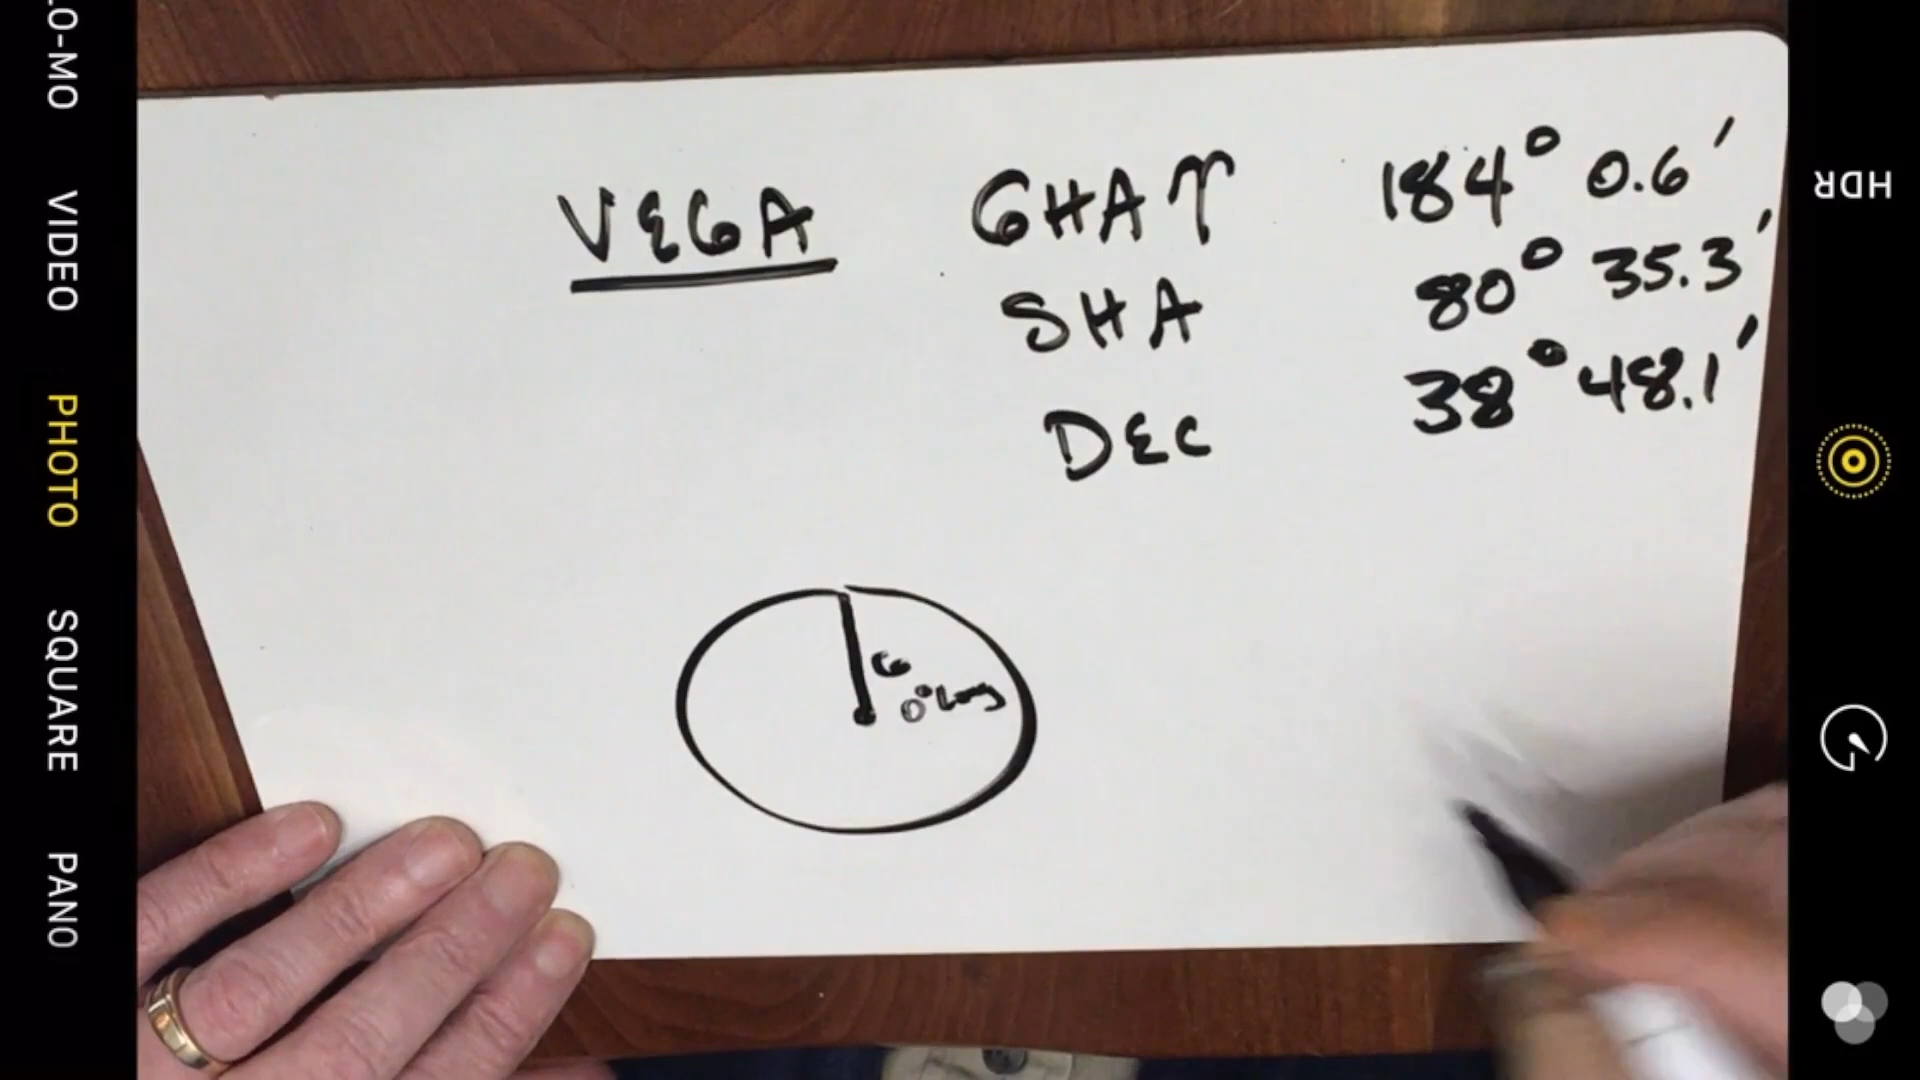 VEGA GHA♈ 184° 0.6'
SHA 80° 35.3'
DEC 38° 48.1'
G
0° Long
LO-MO
VIDEO
PHOTO
SQUARE
PANO
HDR